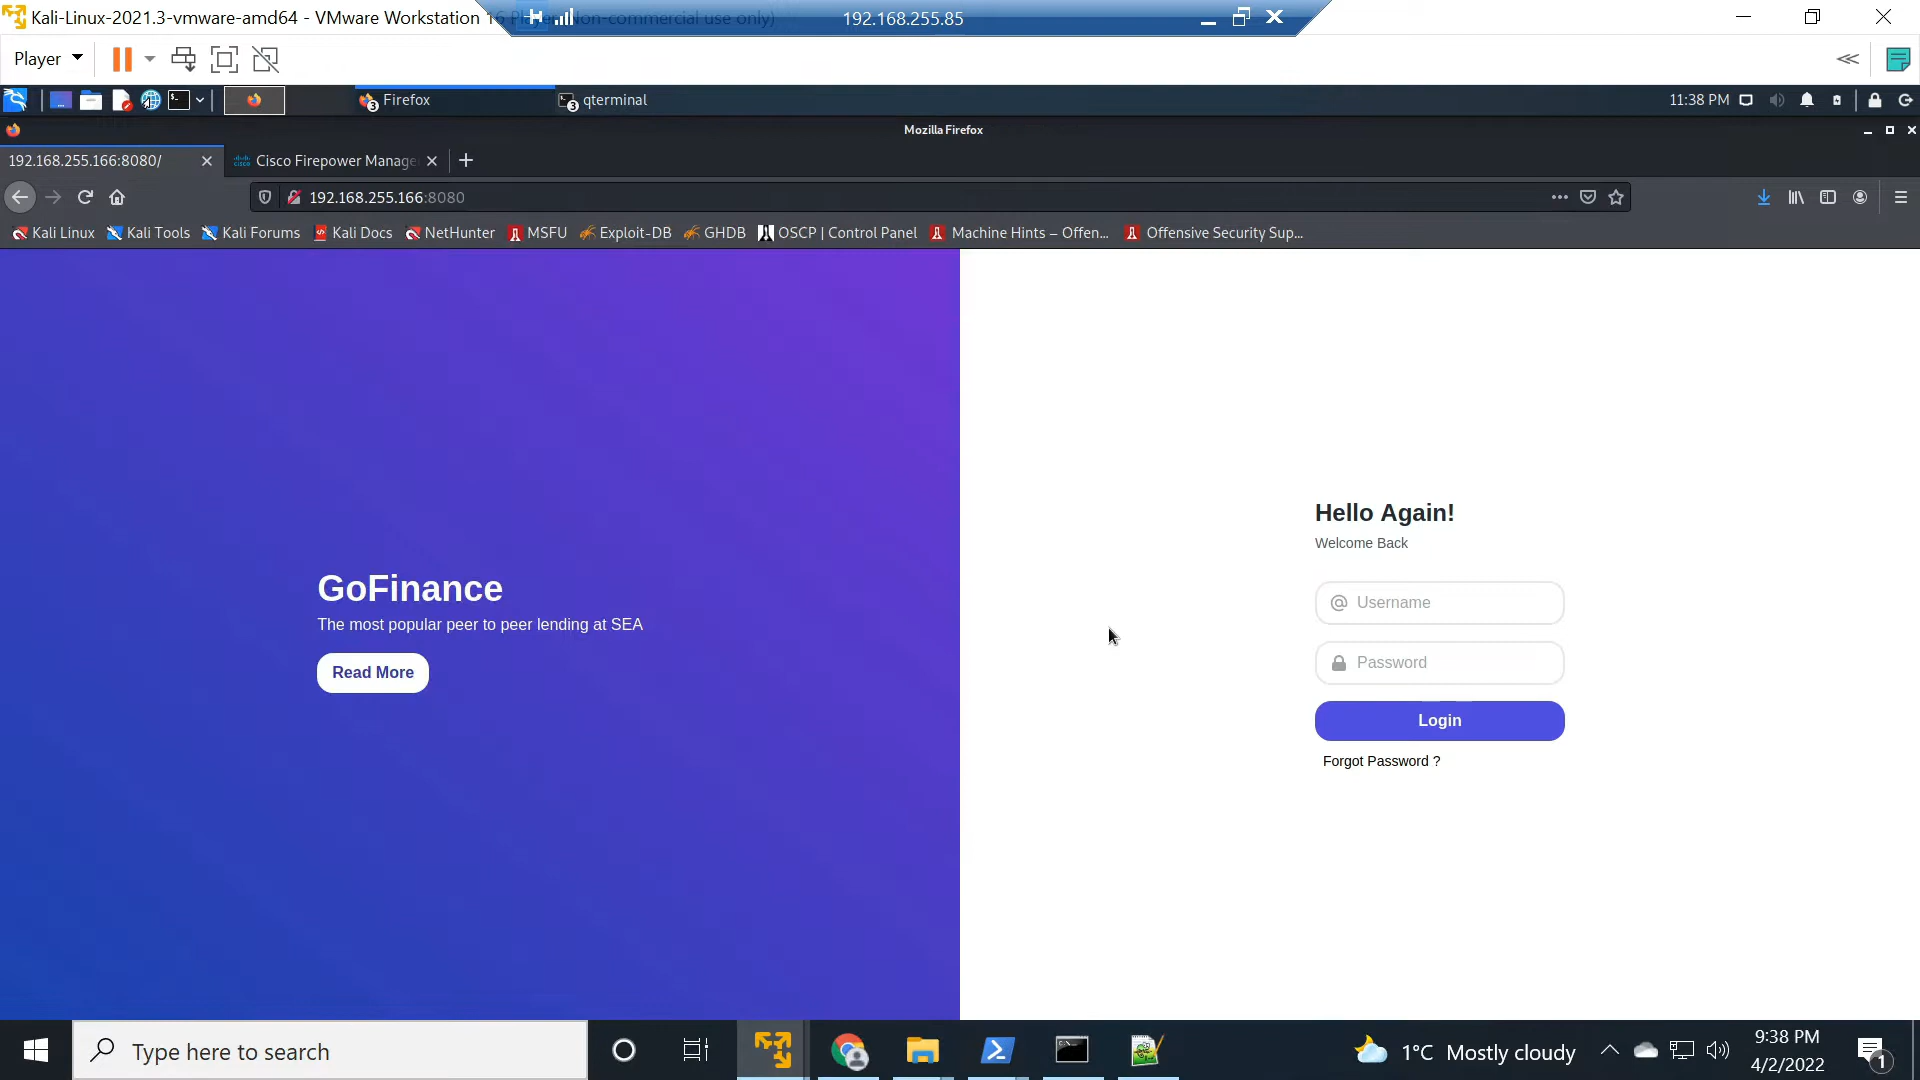 Kali-Linux-2021.3-vmware-amd64 - VMware Workstation 16 Player (Non-commercial use only)
192.168.255.85
Player
Firefox
3
qterminal
3
11:38 PM
Mozilla Firefox
192.168.255.166:8080/
Cisco Firepower Manage
192.168.255.166:8080
Kali Linux
Kali Tools
Kali Forums
Kali Docs
NetHunter
MSFU
Exploit-DB
GHDB
OSCP | Control Panel
Machine Hints – Offen...
Offensive Security Sup...
GoFinance
The most popular peer to peer lending at SEA
Read More
Hello Again!
Welcome Back
Username
Password
Login
Forgot Password ?
Type here to search
1°C Mostly cloudy
9:38 PM
4/2/2022
1